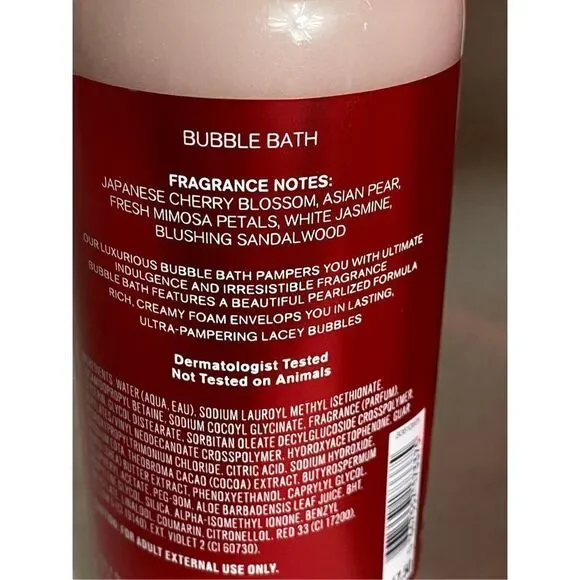 BUBBLE BATH
FRAGRANCE NOTES:
JAPANESE CHERRY BLOSSOM, ASIAN PEAR,
FRESH MIMOSA PETALS, WHITE JASMINE,
BLUSHING SANDALWOOD
OUR LUXURIOUS BUBBLE BATH PAMPERS YOU WITH ULTIMATE
INDULGENCE AND IRRESISTIBLE FRAGRANCE
BUBBLE BATH FEATURES A BEAUTIFUL PEARLIZED FORMULA
RICH, CREAMY FOAM ENVELOPS YOU IN LASTING,
ULTRA-PAMPERING LACEY BUBBLES
Dermatologist Tested
Not Tested on Animals
WATER (AQUA, EAU), SODIUM LAUROYL METHYL ISETHIONATE,
BETAINE, SODIUM COCOYL GLYCINATE, FRAGRANCE (PARFUM),
DISTEARATE, SORBITAN OLEATE DECYLGLUCOSIDE CROSSPOLYMER,
NEODECANOATE CROSSPOLYMER, HYDROXYACETOPHENONE, GUAR
CHLORIDE, CITRIC ACID, SODIUM HYDROXIDE,
THEOBROMA CACAO (COCOA) EXTRACT, BUTYROSPERMUM
BUTTER EXTRACT, PHENOXYETHANOL, CAPRYLYL GLYCOL,
PEG-90M, ALOE BARBADENSIS LEAF JUICE, BHT,
SILICA, ALPHA-ISOMETHYL IONONE, BENZYL
COUMARIN, CITRONELLOL, RED 33 (CI 17200),
EXT. VIOLET 2 (CI 60730).
FOR ADULT EXTERNAL USE ONLY.